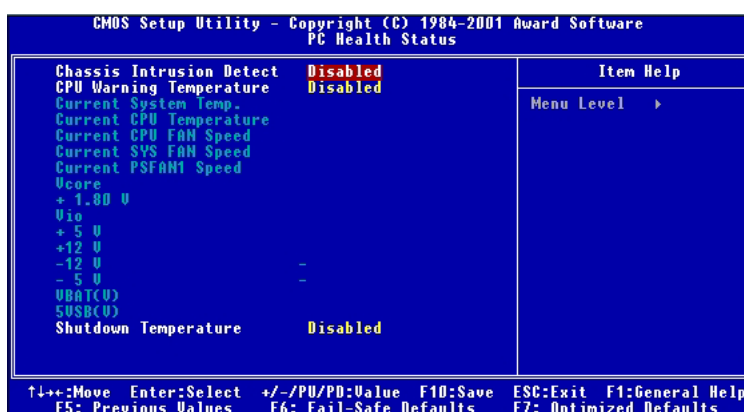 CMOS Setup Utility - Copyright (C) 1984-2001 Award Software
PC Health Status
Chassis Intrusion Detect Disabled
CPU Warning Temperature Disabled
Current System Temp.
Current CPU Temperature
Current CPU FAN Speed
Current SYS FAN Speed
Current PSFAN1 Speed
Vcore
+ 1.80 V
Vio
+ 5 V
+12 V
-12 V -
- 5 V -
VBAT(V)
5VSB(V)
Shutdown Temperature Disabled
Item Help
Menu Level ▸
↑↓→←:Move Enter:Select +/-/PU/PD:Value F10:Save ESC:Exit F1:General Help
F5: Previous Values F6: Fail-Safe Defaults F7: Optimized Defaults